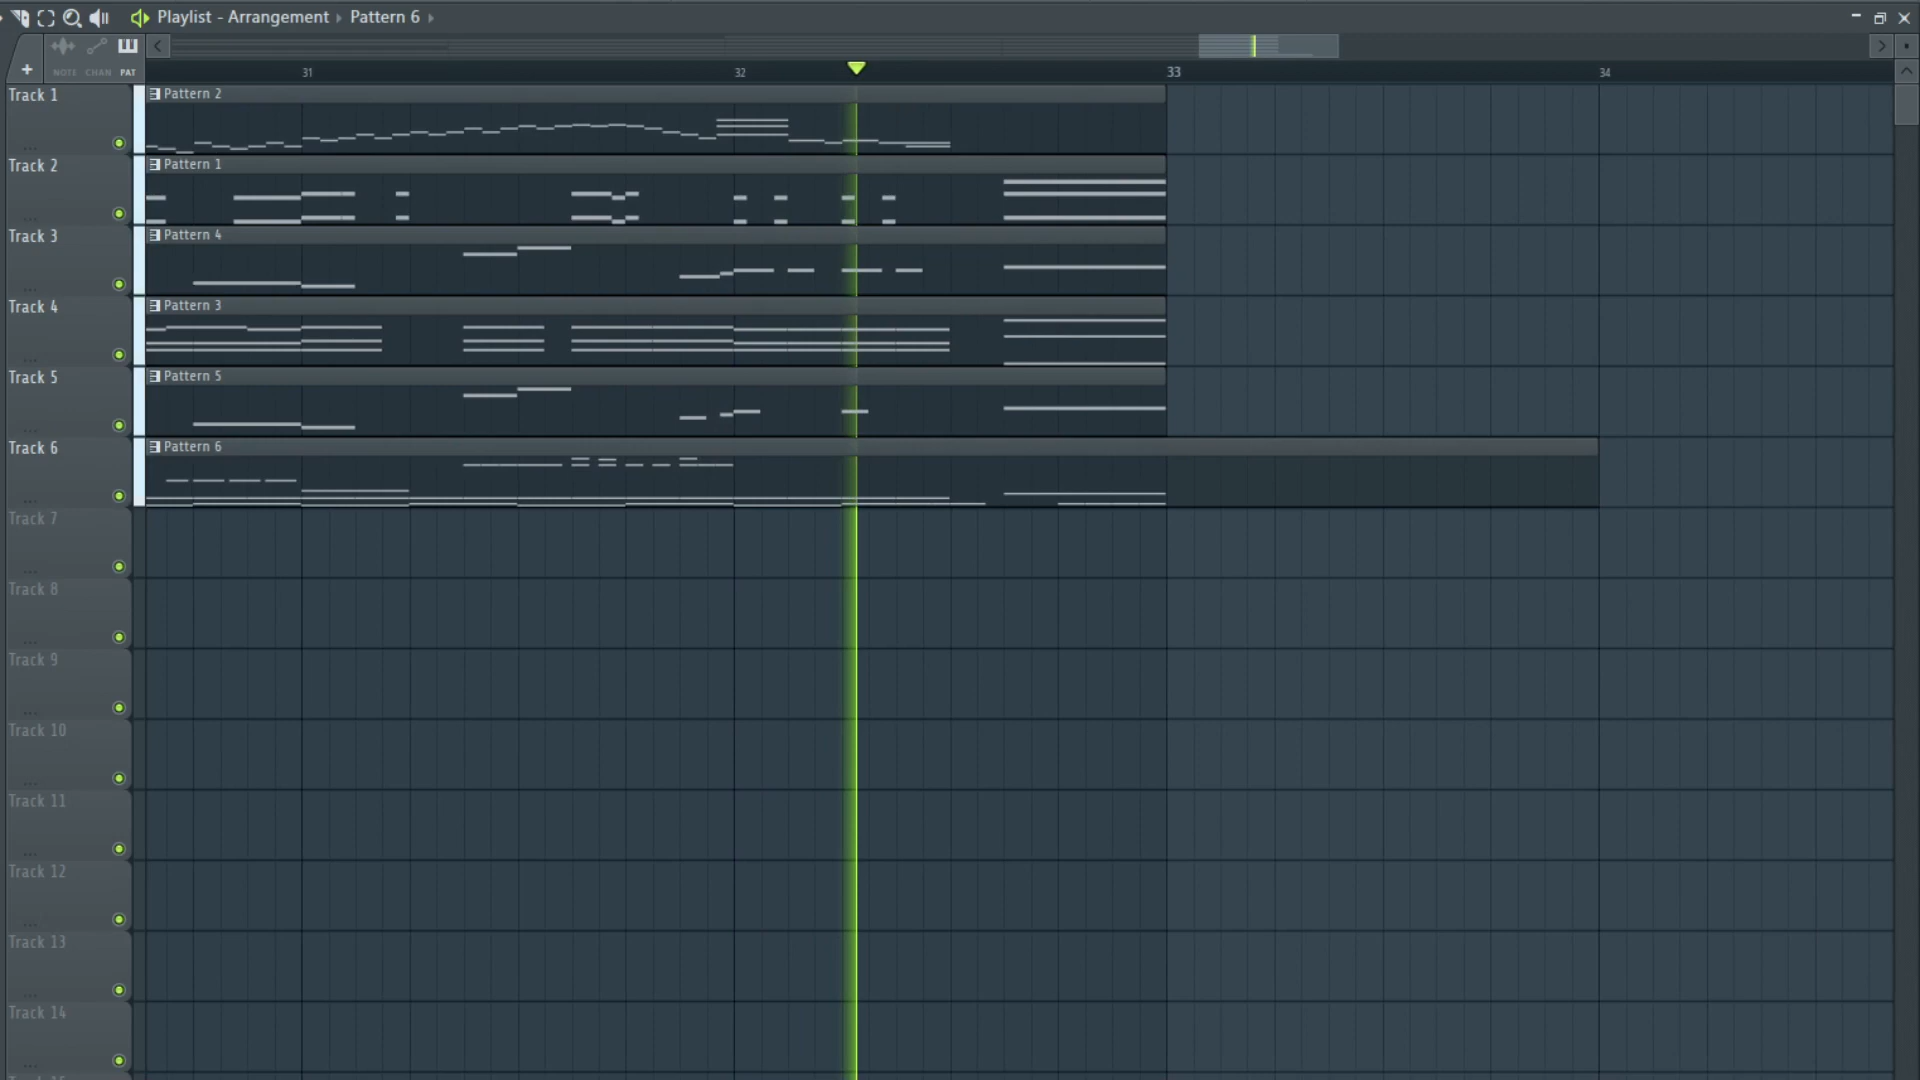 Playlist - Arrangement › Pattern 6 ›
NOTE CHAN PAT
31 32 33 34
Track 1
Pattern 2
Track 2
Pattern 1
Track 3
Pattern 4
Track 4
Pattern 3
Track 5
Pattern 5
Track 6
Pattern 6
Track 7
Track 8
Track 9
Track 10
Track 11
Track 12
Track 13
Track 14